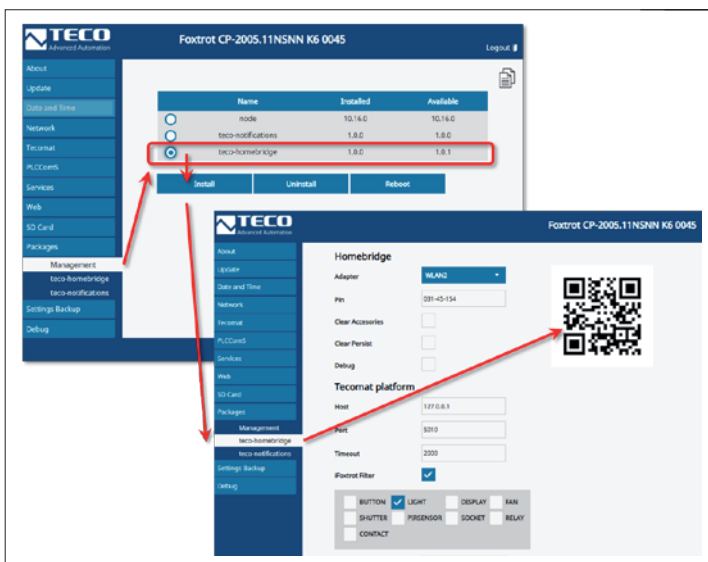 TECO
Advanced Automation
Foxtrot CP-2005.11NSNN K6 0045
Logout
About
Update
Date and Time
Network
Tecomat
PLCComS
Services
Web
SD Card
Packages
Management
teco-homebridge
teco-notifications
Settings Backup
Debug
Name Installed Available
node 10.16.0 10.16.0
teco-notifications 1.0.0 1.0.0
teco-homebridge 1.0.0 1.0.1
Install Uninstall Reboot
TECO
Advanced Automation
Foxtrot CP-2005.11NSNN K6 0045
About
Update
Date and Time
Network
Tecomat
PLCComS
Services
Web
SD Card
Packages
Management
teco-homebridge
teco-notifications
Settings Backup
Debug
Homebridge
Adapter WLAN2
Pin 031-45-154
Clear Accesories
Clear Persist
Debug
Tecomat platform
Host 127.0.0.1
Port 5010
Timeout 2000
iFoxtrot Filter
BUTTON LIGHT DISPLAY FAN
SHUTTER PIRSENSOR SOCKET RELAY
CONTACT